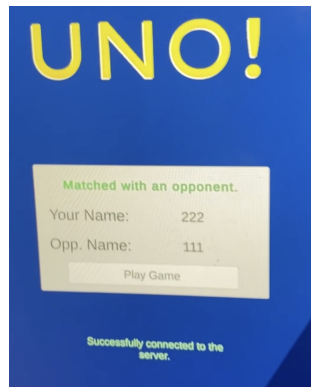 UNO!
Matched with an opponent.
Your Name: 222
Opp. Name: 111
Play Game
Successfully connected to the
server.